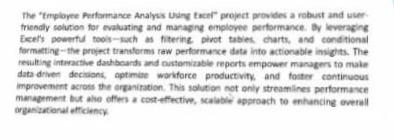 The "Employee Performance Analysis Using Excel" project provides a robust and user-
friendly solution for evaluating and managing employee performance. By leveraging
Excel's powerful tools—such as filtering, pivot tables, charts, and conditional
formatting—the project transforms raw performance data into actionable insights. The
resulting interactive dashboards and customizable reports empower managers to make
data-driven decisions, optimize workforce productivity, and foster continuous
improvement across the organization. This solution not only streamlines performance
management but also offers a cost-effective, scalable approach to enhancing overall
organizational efficiency.